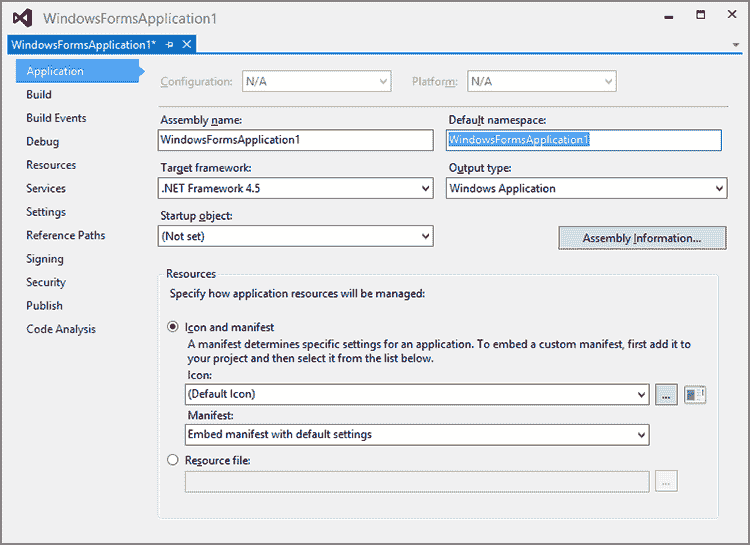 WindowsFormsApplication1
WindowsFormsApplication1*
Application
Build
Build Events
Debug
Resources
Services
Settings
Reference Paths
Signing
Security
Publish
Code Analysis
Configuration: N/A Platform: N/A
Assembly name: Default namespace:
WindowsFormsApplication1 WindowsFormsApplication1
Target framework: Output type:
.NET Framework 4.5 Windows Application
Startup object:
(Not set) Assembly Information...
Resources
Specify how application resources will be managed:
Icon and manifest
A manifest determines specific settings for an application. To embed a custom manifest, first add it to
your project and then select it from the list below.
Icon:
(Default Icon) ...
Manifest:
Embed manifest with default settings
Resource file:
...